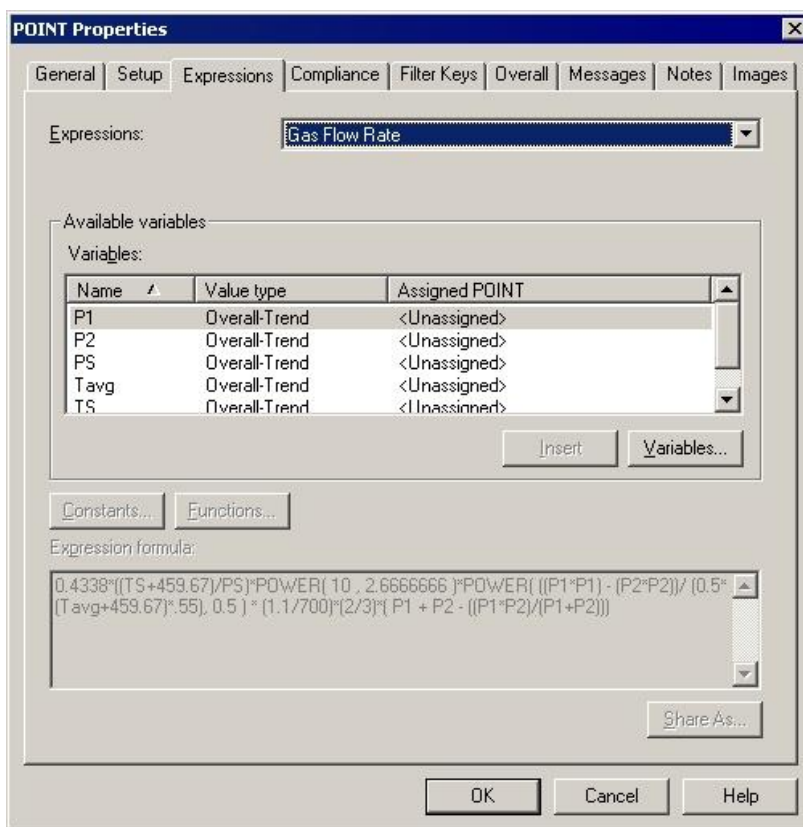 POINT Properties
General Setup Expressions Compliance Filter Keys Overall Messages Notes Images
Expressions: Gas Flow Rate
Available variables
Variables:
Name Value type Assigned POINT
P1 Overall-Trend <Unassigned>
P2 Overall-Trend <Unassigned>
PS Overall-Trend <Unassigned>
Tavg Overall-Trend <Unassigned>
TS Overall-Trend <Unassigned>
Insert Variables...
Constants... Functions...
Expression formula:
0.4338*((TS+459.67)/PS)*POWER( 10 , 2.6666666 )*POWER( ((P1*P1) - (P2*P2))/ (0.5*
(Tavg+459.67)*.55), 0.5 ) * (1.1/700)*(2/3)*( P1 + P2 - ((P1*P2)/(P1+P2)))
Share As...
OK Cancel Help